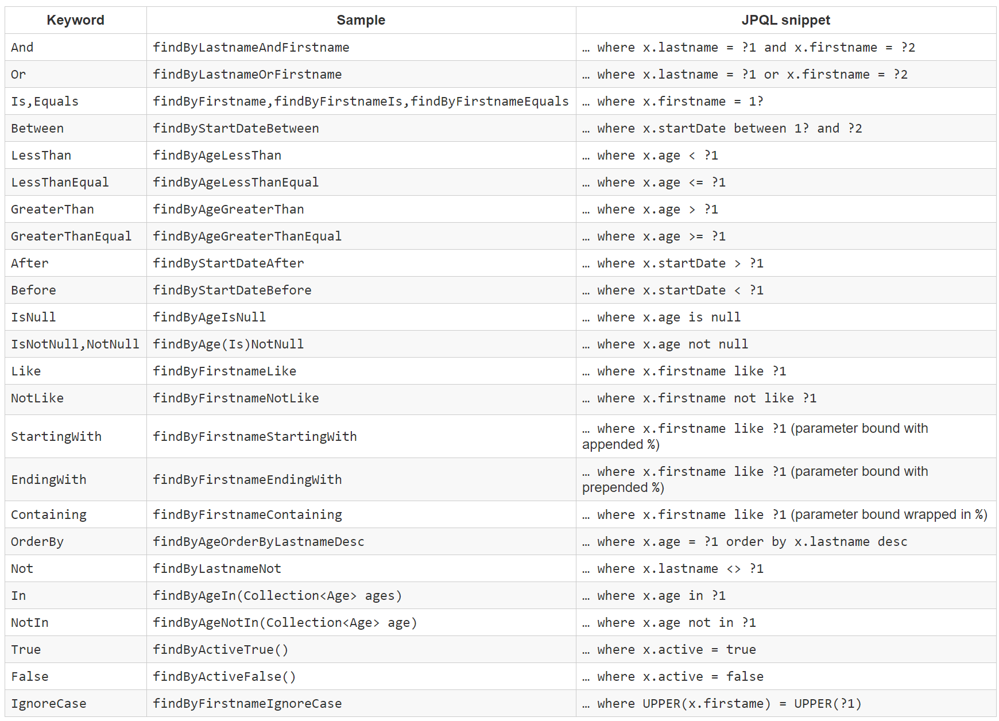 Keyword Sample JPQL snippet
And findByLastnameAndFirstname … where x.lastname = ?1 and x.firstname = ?2
Or findByLastnameOrFirstname … where x.lastname = ?1 or x.firstname = ?2
Is,Equals findByFirstname,findByFirstnameIs,findByFirstnameEquals … where x.firstname = 1?
Between findByStartDateBetween … where x.startDate between 1? and ?2
LessThan findByAgeLessThan … where x.age < ?1
LessThanEqual findByAgeLessThanEqual … where x.age <= ?1
GreaterThan findByAgeGreaterThan … where x.age > ?1
GreaterThanEqual findByAgeGreaterThanEqual … where x.age >= ?1
After findByStartDateAfter … where x.startDate > ?1
Before findByStartDateBefore … where x.startDate < ?1
IsNull findByAgeIsNull … where x.age is null
IsNotNull,NotNull findByAge(Is)NotNull … where x.age not null
Like findByFirstnameLike … where x.firstname like ?1
NotLike findByFirstnameNotLike … where x.firstname not like ?1
StartingWith findByFirstnameStartingWith … where x.firstname like ?1 (parameter bound with
appended %)
EndingWith findByFirstnameEndingWith … where x.firstname like ?1 (parameter bound with
prepended %)
Containing findByFirstnameContaining … where x.firstname like ?1 (parameter bound wrapped in %)
OrderBy findByAgeOrderByLastnameDesc … where x.age = ?1 order by x.lastname desc
Not findByLastnameNot … where x.lastname <> ?1
In findByAgeIn(Collection<Age> ages) … where x.age in ?1
NotIn findByAgeNotIn(Collection<Age> age) … where x.age not in ?1
True findByActiveTrue() … where x.active = true
False findByActiveFalse() … where x.active = false
IgnoreCase findByFirstnameIgnoreCase … where UPPER(x.firstame) = UPPER(?1)